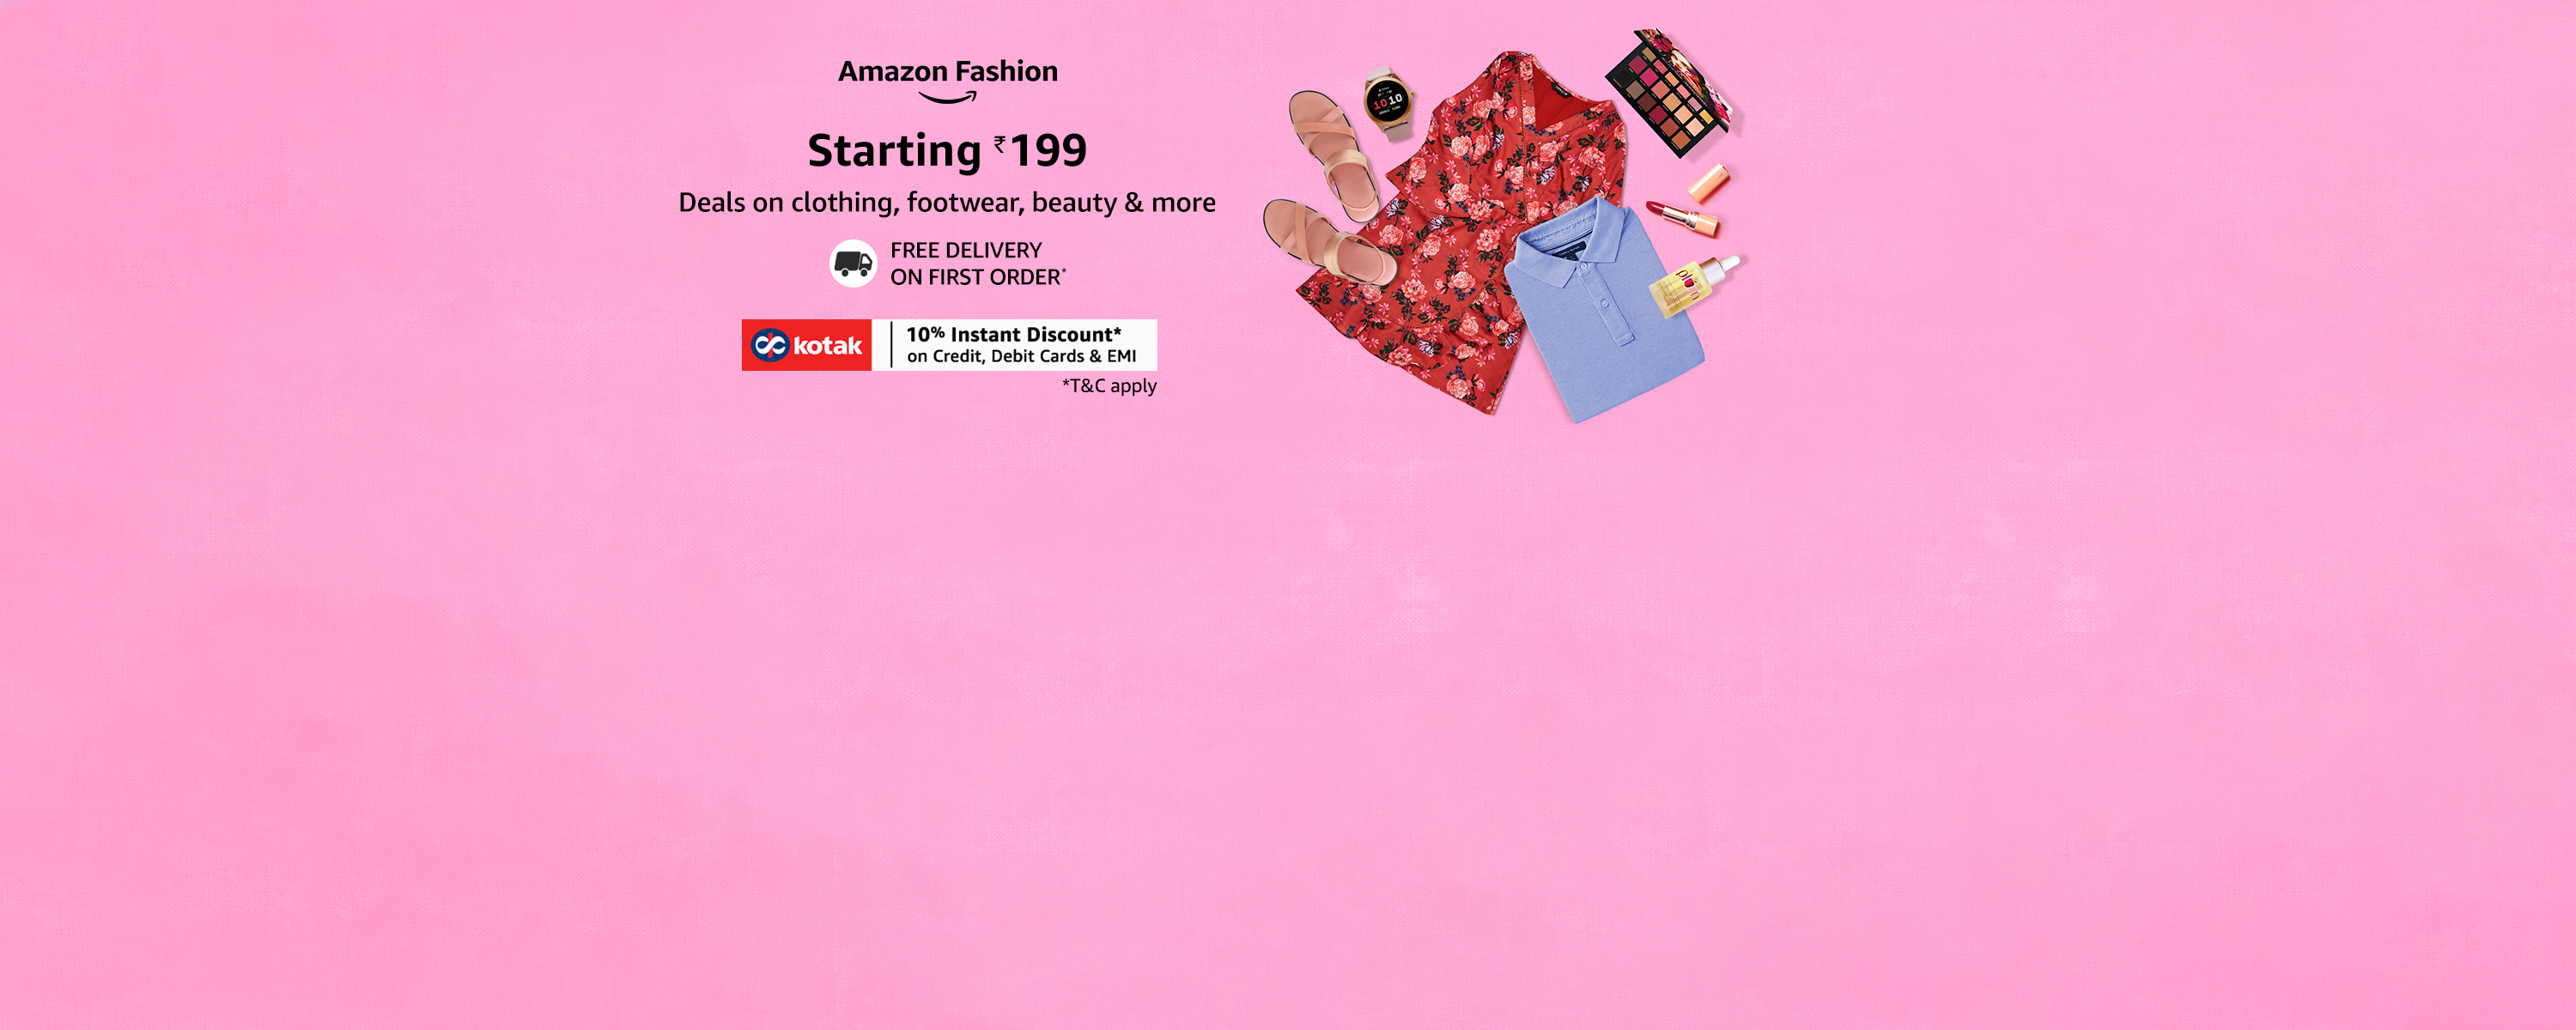 Amazon Fashion
Starting ₹199
Deals on clothing, footwear, beauty & more
FREE DELIVERY
ON FIRST ORDER*
kotak
10% Instant Discount*
on Credit, Debit Cards & EMI
*T&C apply
10 10
plum